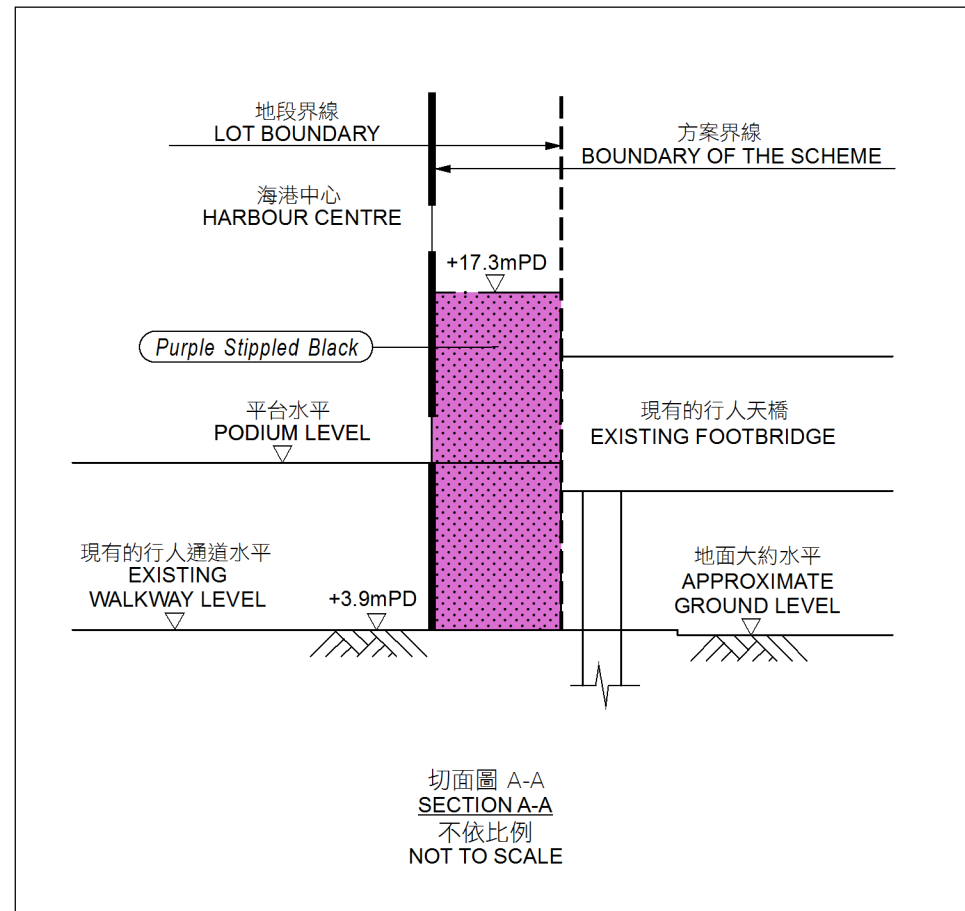 地段界線
LOT BOUNDARY
方案界線
BOUNDARY OF THE SCHEME
海港中心
HARBOUR CENTRE
+17.3mPD
Purple Stippled Black
平台水平
PODIUM LEVEL
現有的行人天橋
EXISTING FOOTBRIDGE
現有的行人通道水平
EXISTING
WALKWAY LEVEL
+3.9mPD
地面大約水平
APPROXIMATE
GROUND LEVEL
切面圖 A-A
SECTION A-A
不依比例
NOT TO SCALE